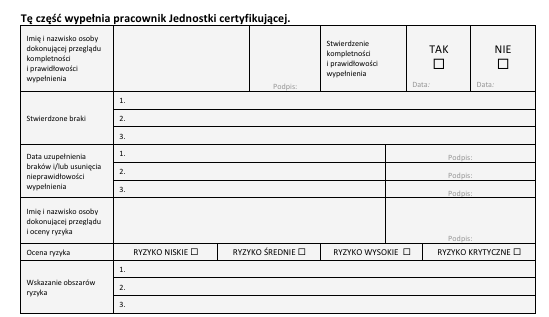 Tę część wypełnia pracownik Jednostki certyfikującej.
Imię i nazwisko osoby
dokonującej przeglądu
kompletności
i prawidłowości
wypełnienia
Podpis:
Stwierdzenie
kompletności
i prawidłowości
wypełnienia
TAK
☐
Data:
NIE
☐
Data:
Stwierdzone braki
1.
2.
3.
Data uzupełnienia
braków i/lub usunięcia
nieprawidłowości
wypełnienia
1.
Podpis:
2.
Podpis:
3.
Podpis:
Imię i nazwisko osoby
dokonującej przeglądu
i oceny ryzyka
Podpis:
Ocena ryzyka
RYZYKO NISKIE ☐
RYZYKO ŚREDNIE ☐
RYZYKO WYSOKIE ☐
RYZYKO KRYTYCZNE ☐
Wskazanie obszarów
ryzyka
1.
2.
3.